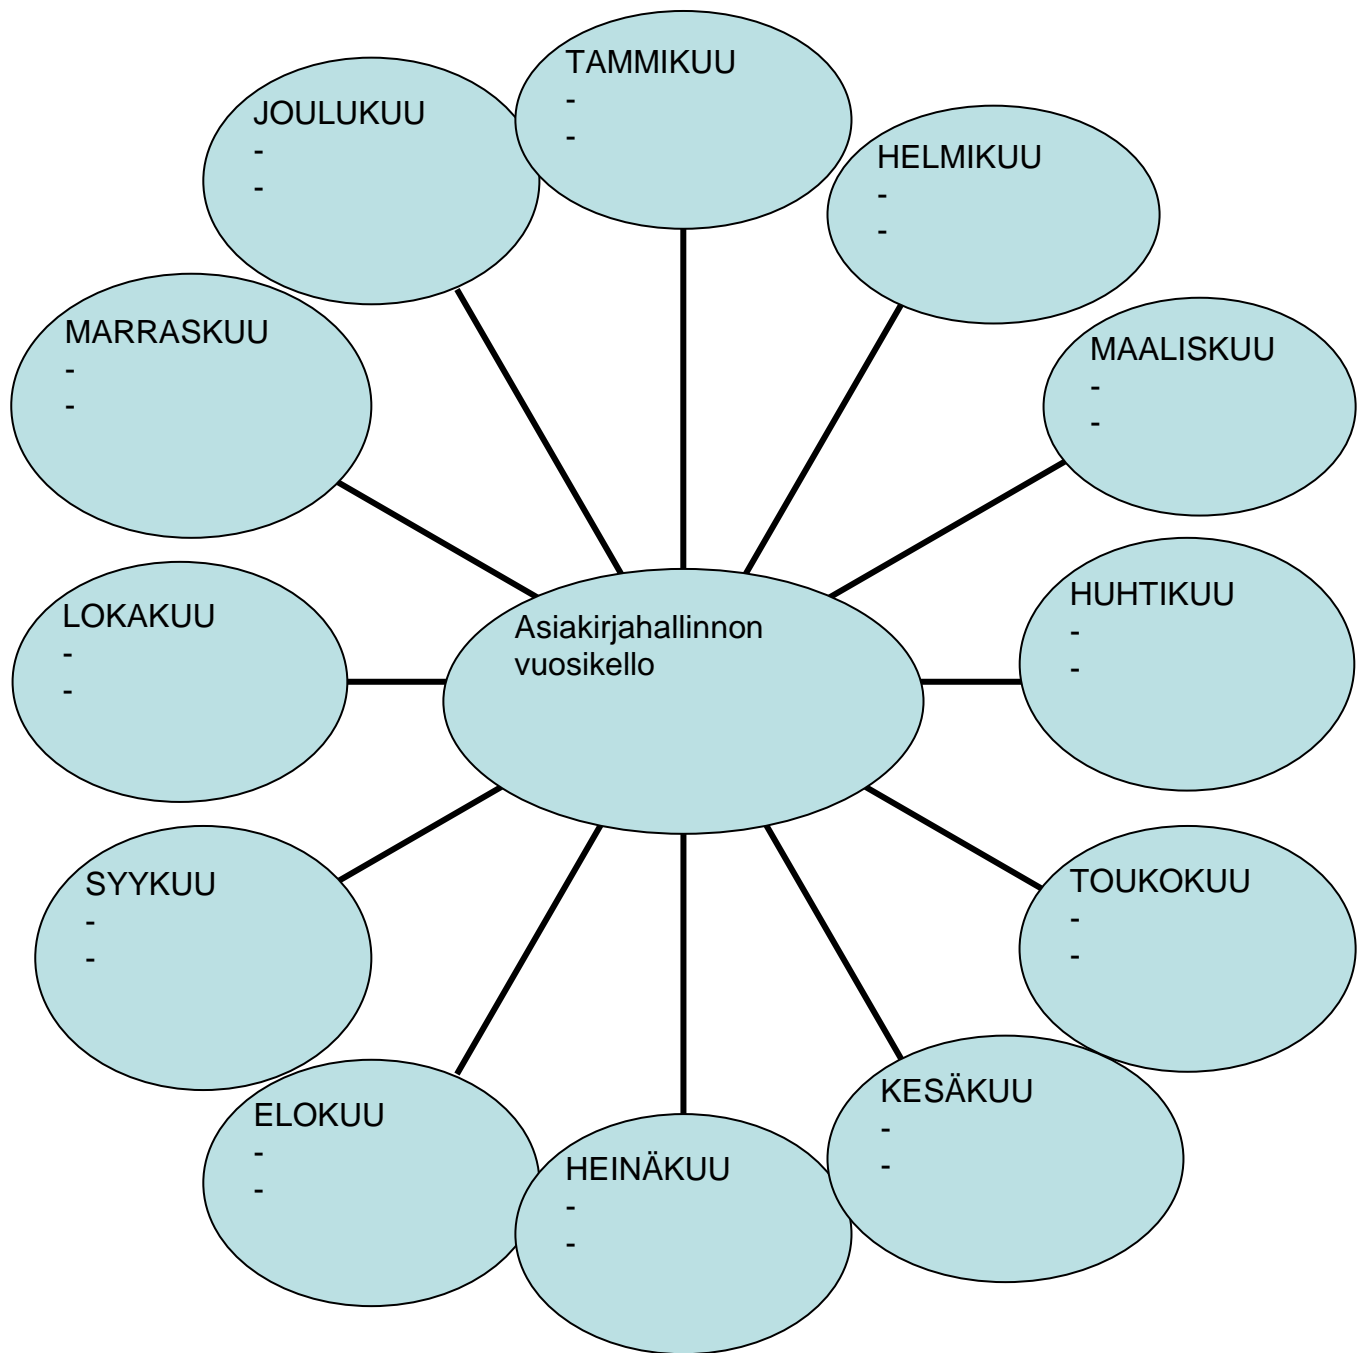 TAMMIKUU
-
-
HELMIKUU
-
-
MAALISKUU
-
-
HUHTIKUU
-
-
TOUKOKUU
-
-
KESÄKUU
-
-
HEINÄKUU
-
-
ELOKUU
-
-
SYYKUU
-
-
LOKAKUU
-
-
MARRASKUU
-
-
JOULUKUU
-
-
Asiakirjahallinnon
vuosikello